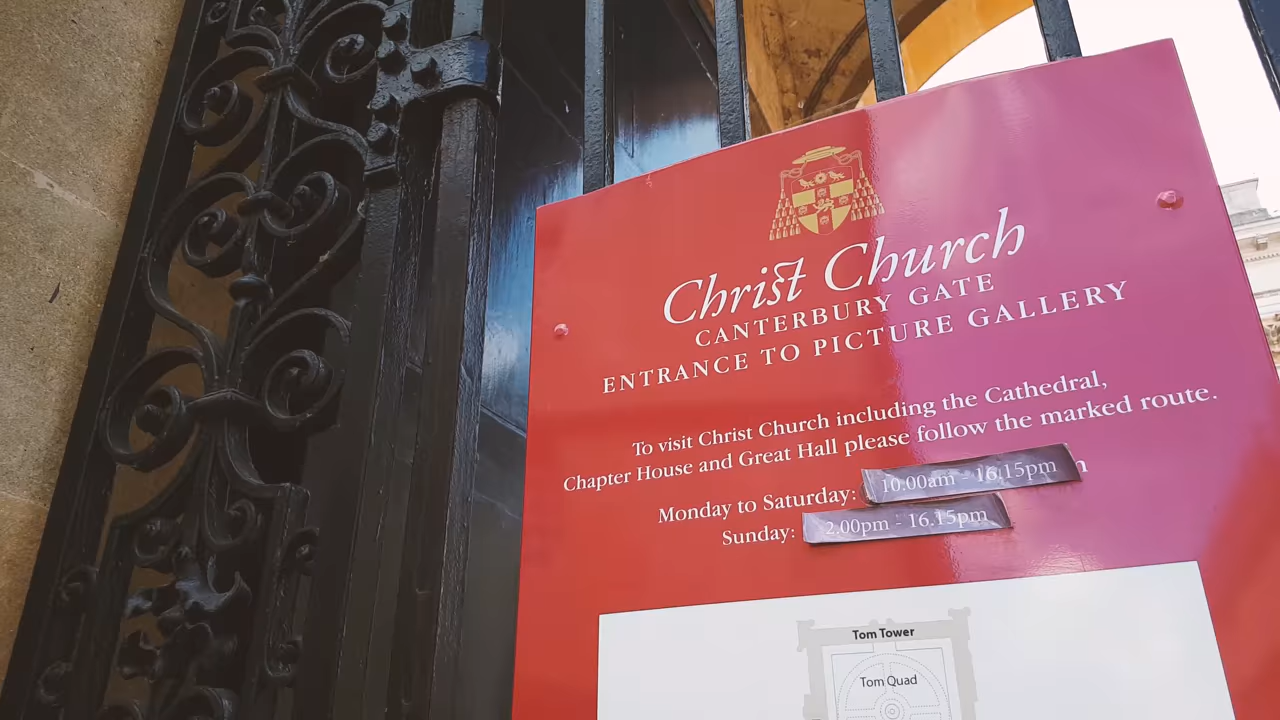 Christ Church
CANTERBURY GATE
ENTRANCE TO PICTURE GALLERY
To visit Christ Church including the Cathedral,
Chapter House and Great Hall please follow the marked route.
Monday to Saturday: 10.00am - 16.15pm
Sunday: 2.00pm - 16.15pm
Tom Tower
Tom Quad